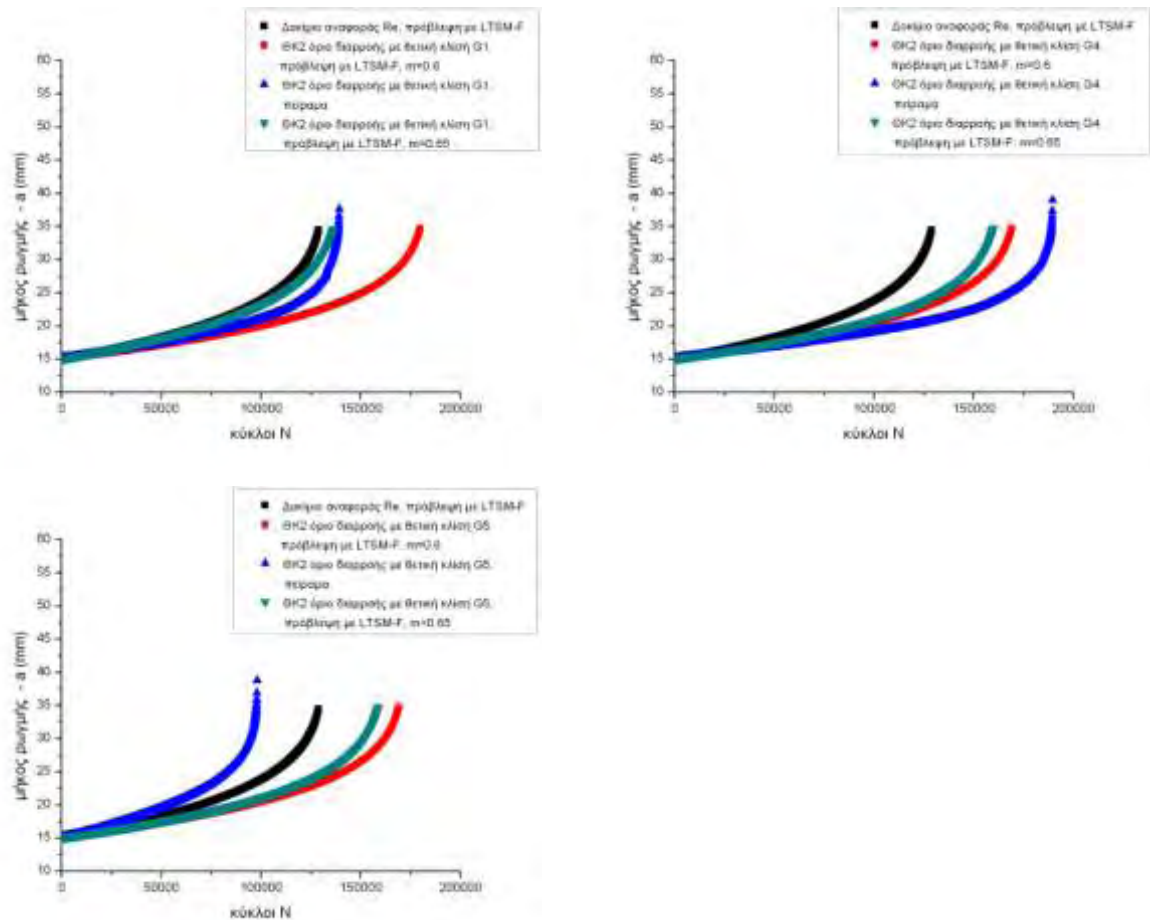 Δοκίμιο αναφοράς Re, πρόβλεψη με LTSM-F
ΘΚ2 όριο διαρροής με θετική κλίση G1,
πρόβλεψη με LTSM-F, m=0.6
ΘΚ2 όριο διαρροής με θετική κλίση G1,
πείραμα
ΘΚ2 όριο διαρροής με θετική κλίση G1,
πρόβλεψη με LTSM-F, m=0.65
60
55
50
45
40
35
30
25
20
15
10
μήκος ρωγμής - a (mm)
0 50000 100000 150000 200000
κύκλοι N
Δοκίμιο αναφοράς Re, πρόβλεψη με LTSM-F
ΘΚ2 όριο διαρροής με θετική κλίση G4,
πρόβλεψη με LTSM-F, m=0.6
ΘΚ2 όριο διαρροής με θετική κλίση G4,
πείραμα
ΘΚ2 όριο διαρροής με θετική κλίση G4,
πρόβλεψη με LTSM-F, m=0.65
60
55
50
45
40
35
30
25
20
15
10
μήκος ρωγμής - a (mm)
0 50000 100000 150000 200000
κύκλοι N
Δοκίμιο αναφοράς Re, πρόβλεψη με LTSM-F
ΘΚ2 όριο διαρροής με θετική κλίση G5
πρόβλεψη με LTSM-F, m=0.6
ΘΚ2 όριο διαρροής με θετική κλίση G5,
πείραμα
ΘΚ2 όριο διαρροής με θετική κλίση G5,
πρόβλεψη με LTSM-F, m=0.65
60
55
50
45
40
35
30
25
20
15
10
μήκος ρωγμής - a (mm)
0 50000 100000 150000 200000
κύκλοι N